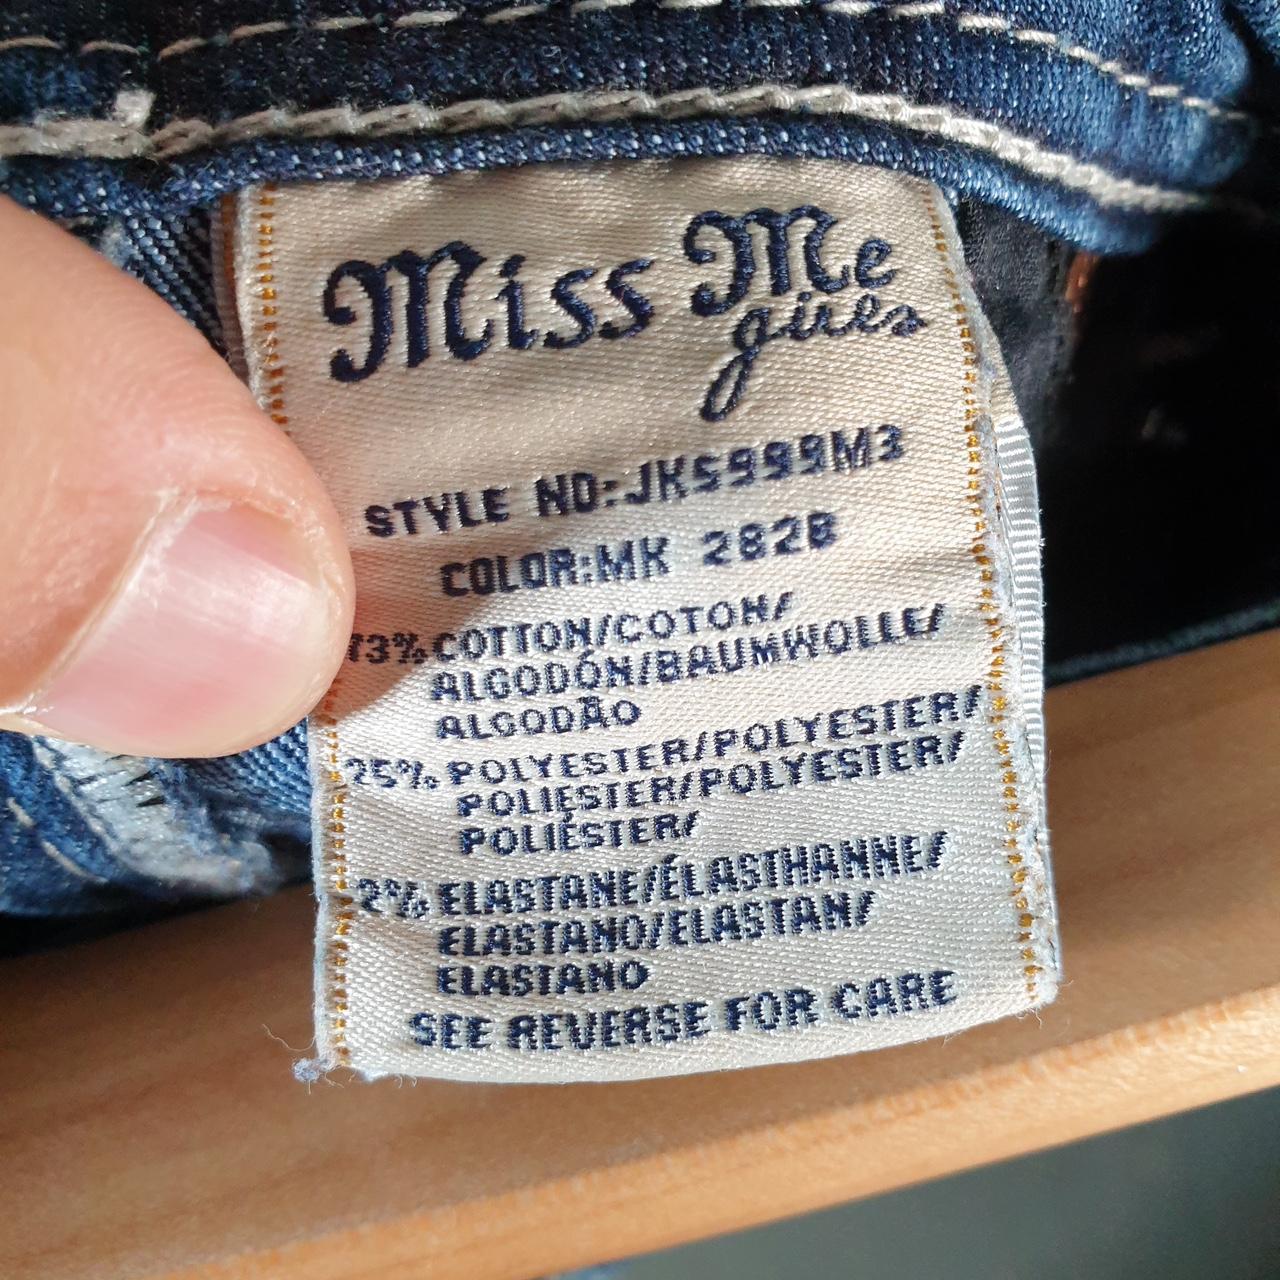 Miss Me
STYLE NO:JK5999M3
COLOR:MK 282B
73% COTTON/COTON/
ALGODÓN/BAUMWOLLE/
ALGODÃO
25% POLYESTER/POLYESTER/
POLIÉSTER/POLYESTER/
POLIÉSTER/
2% ELASTANE/ÉLASTHANNE/
ELASTANO/ELASTAN/
ELASTANO
SEE REVERSE FOR CARE